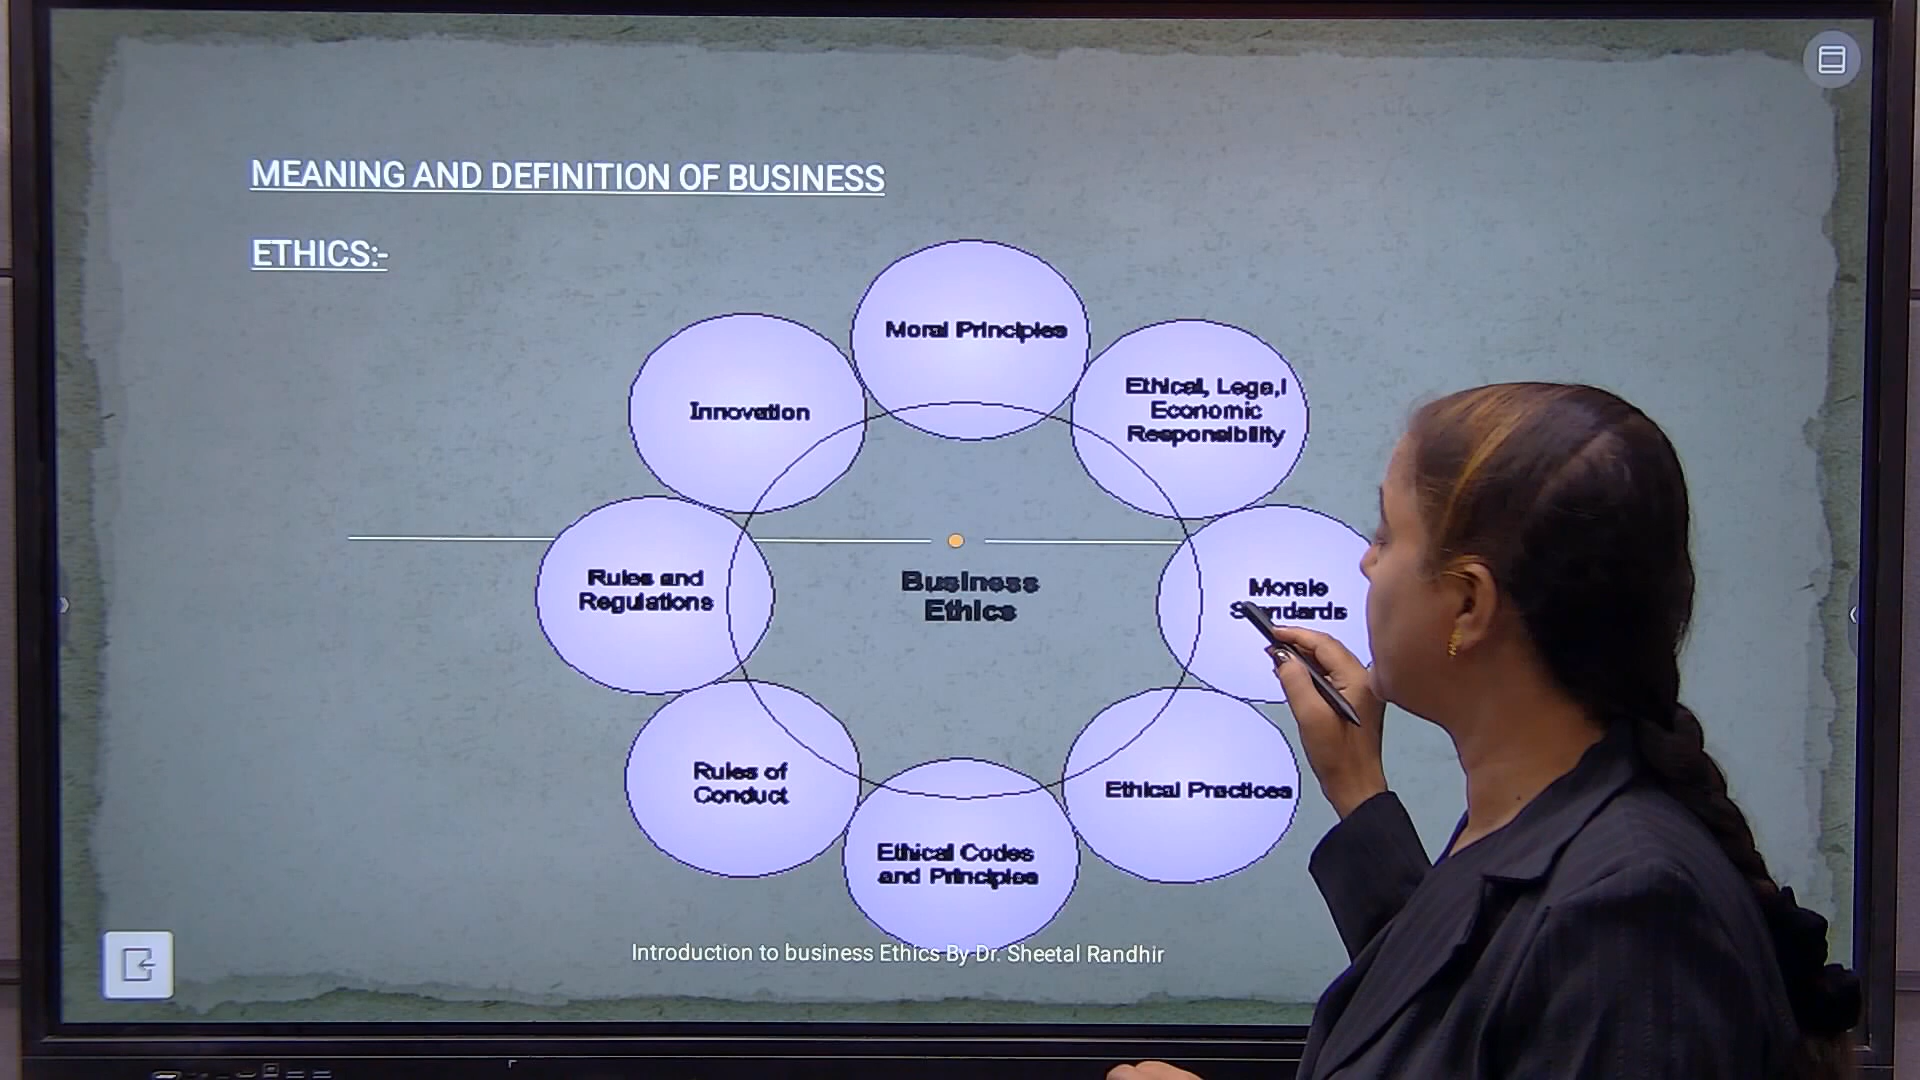 MEANING AND DEFINITION OF BUSINESS
ETHICS:-
Moral Principles
Innovation
Ethical, Lega,l
Economic
Responsibility
Rules and
Regulations
Business
Ethics
Morale
Standards
Rules of
Conduct
Ethical Practices
Ethical Codes
and Principles
Introduction to business Ethics By Dr. Sheetal Randhir